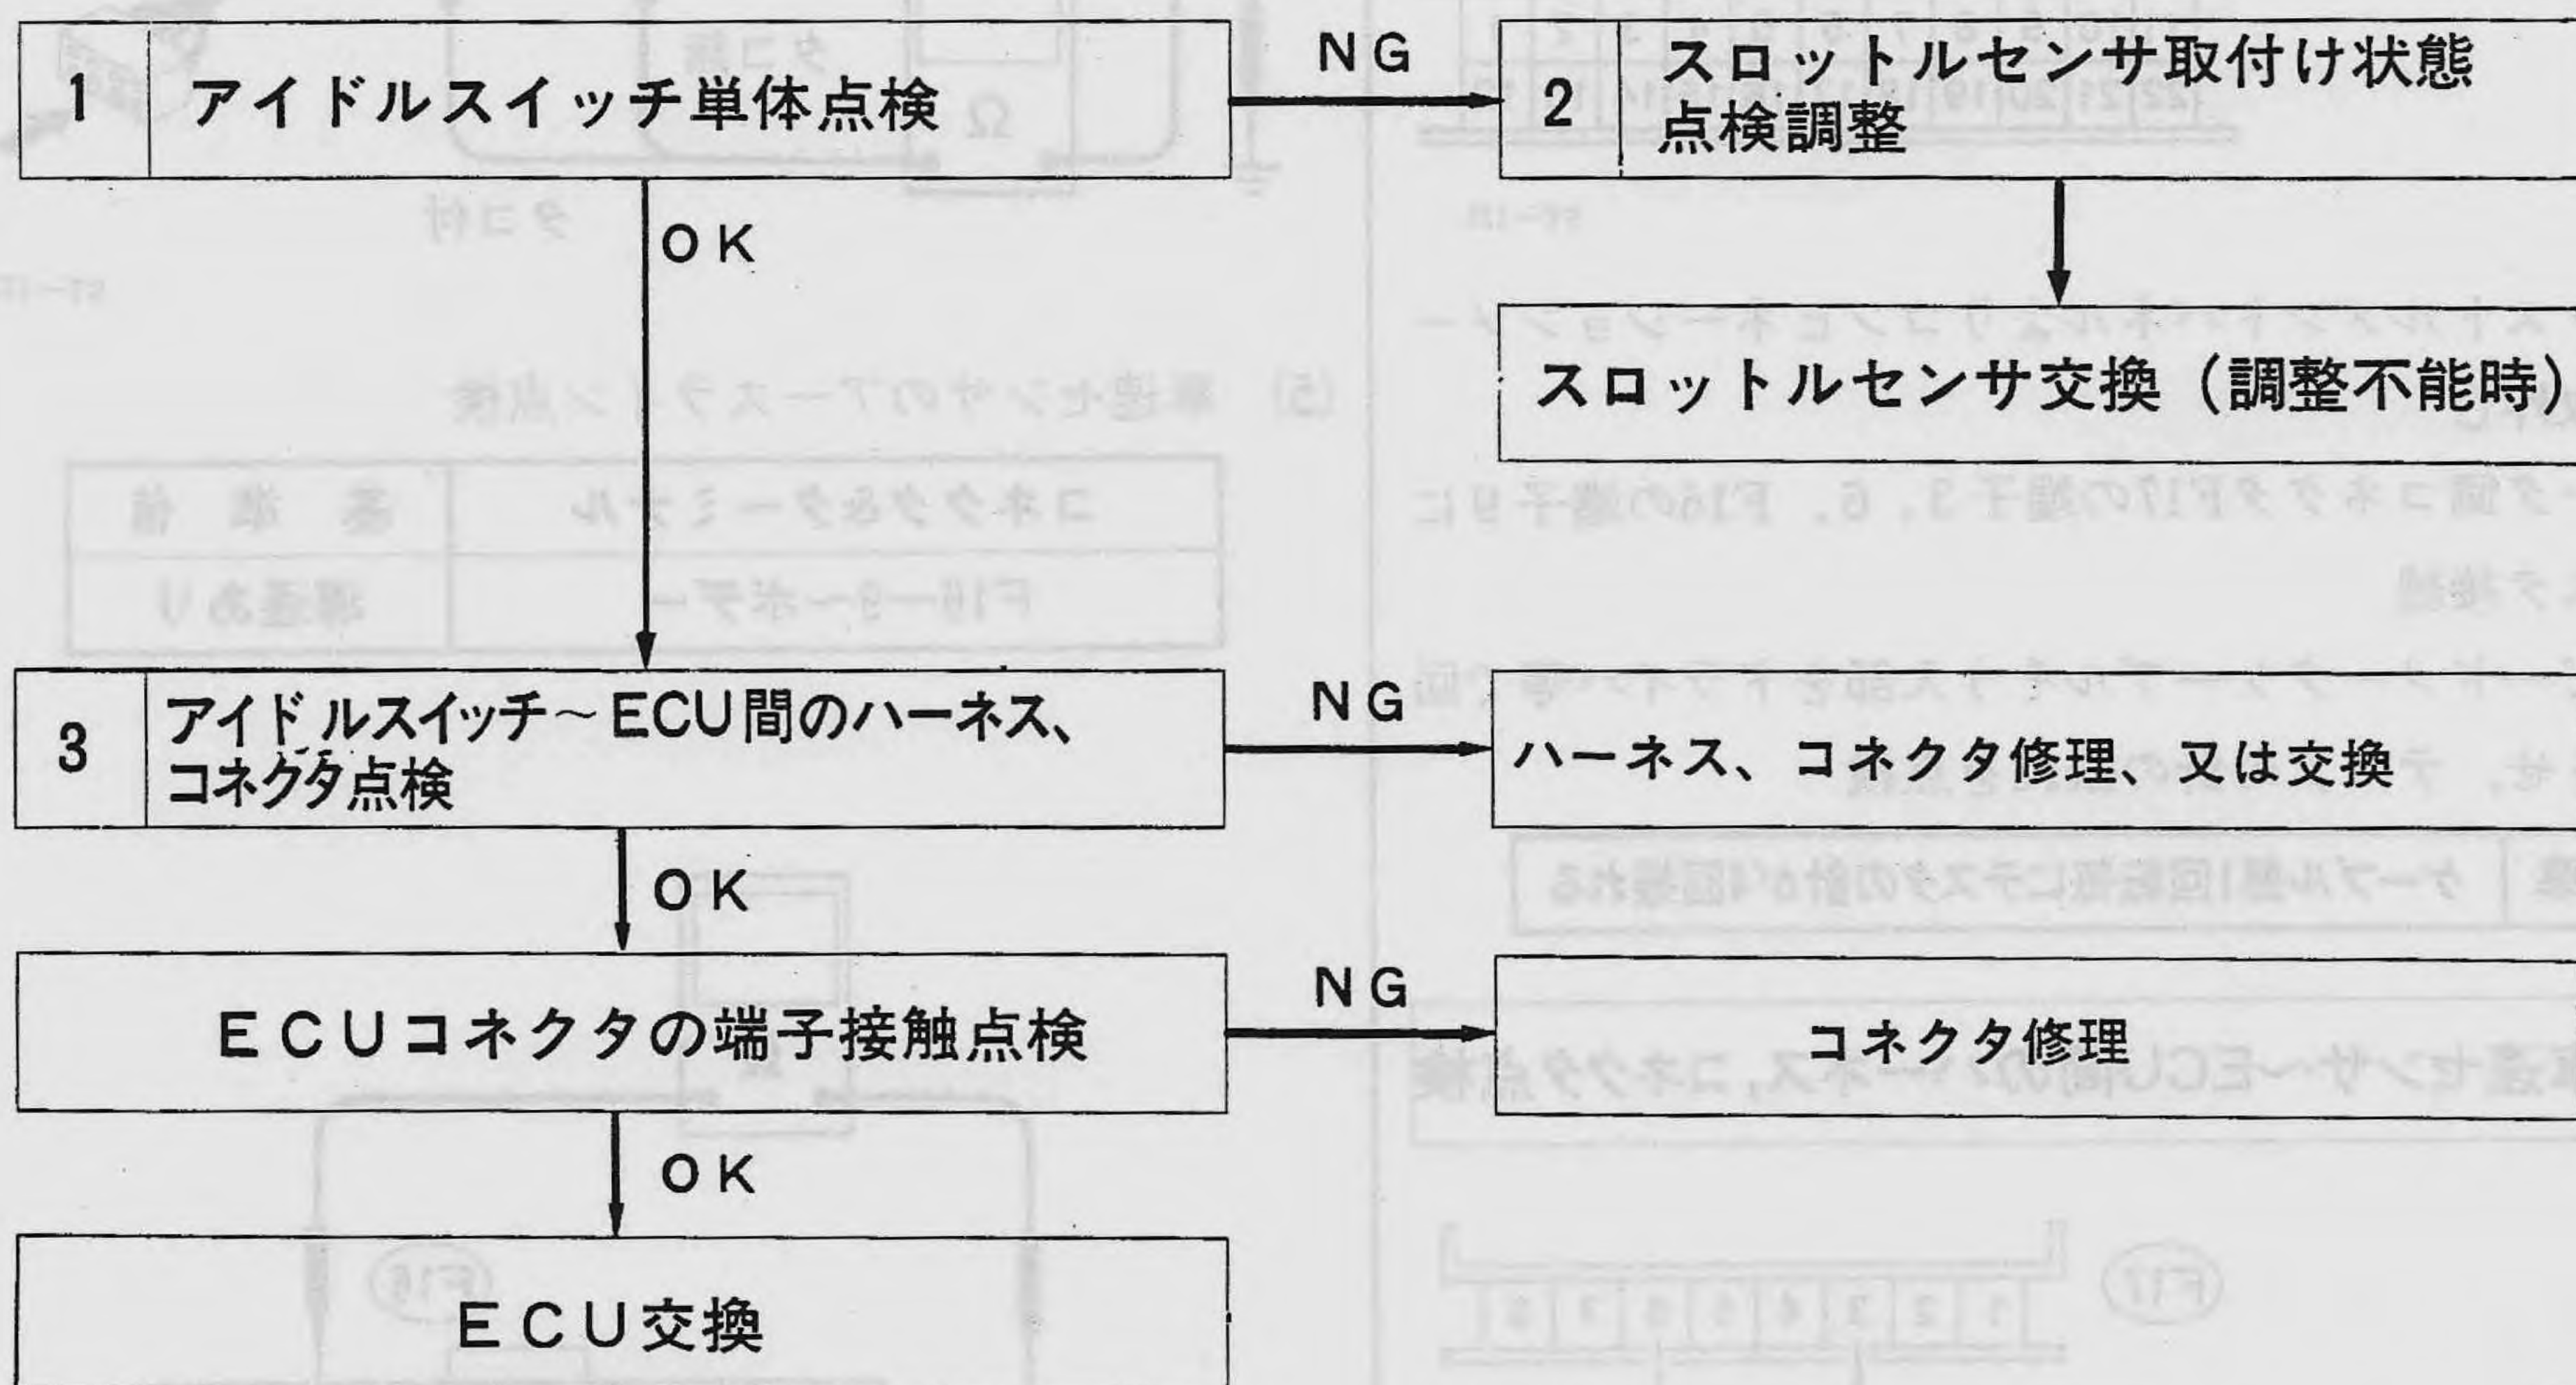 1 アイドルスイッチ単体点検
NG
2 スロットルセンサ取付け状態
点検調整
OK
スロットルセンサ交換（調整不能時）
3 アイドルスイッチ～ECU間のハーネス、
コネクタ点検
NG
ハーネス、コネクタ修理、又は交換
OK
ECUコネクタの端子接触点検
NG
コネクタ修理
OK
ECU交換